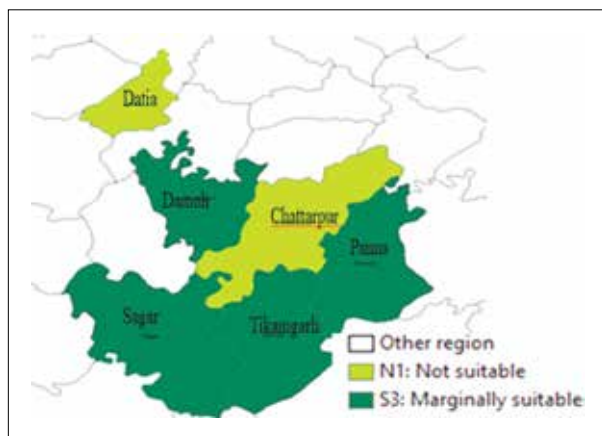 Datia
Damoh
Chattarpur
Panna
Sagar
Tikamgarh
Other region
N1: Not suitable
S3: Marginally suitable